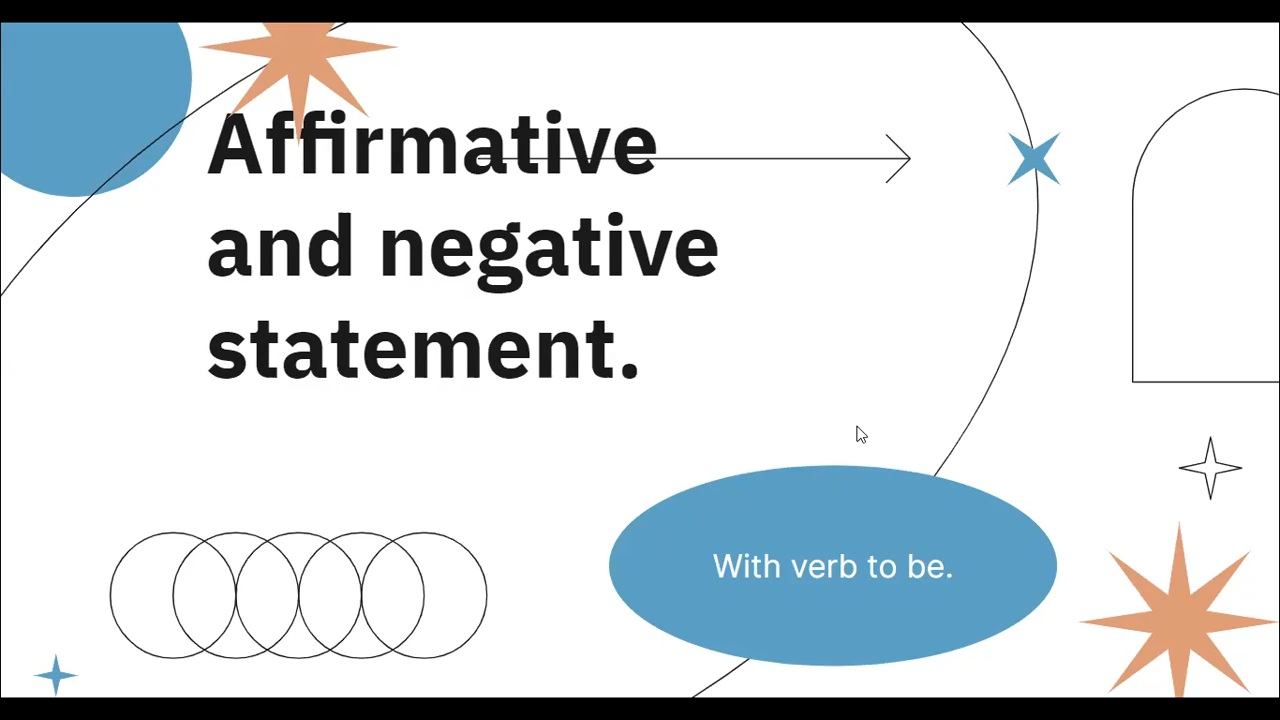 Affirmative
and negative
statement.
With verb to be.